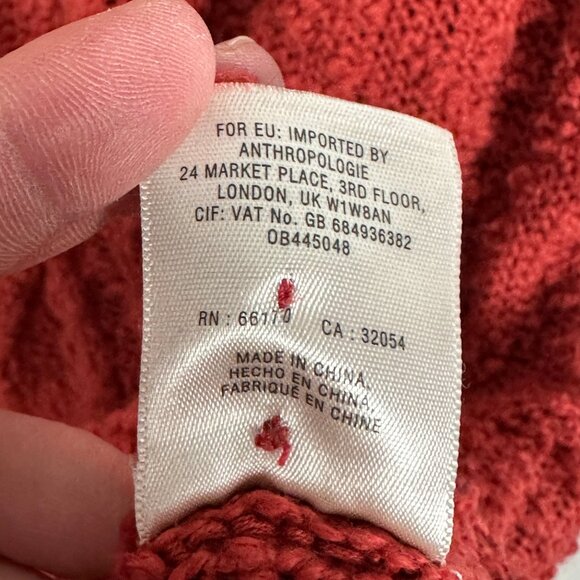 FOR EU: IMPORTED BY
ANTHROPOLOGIE
24 MARKET PLACE, 3RD FLOOR,
LONDON, UK W1W8AN
CIF: VAT No. GB 684936382
OB445048
RN : 66170 CA : 32054
MADE IN CHINA.
HECHO EN CHINA.
FABRIQUÉ EN CHINE